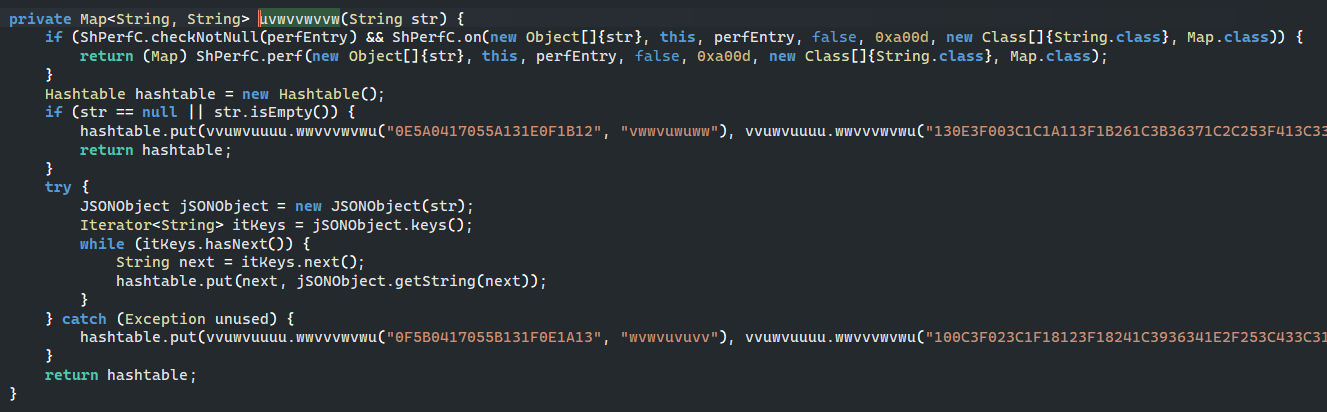 private Map<String, String> uvwvvwvvw(String str) {
if (ShPerfC.checkNotNull(perfEntry) && ShPerfC.on(new Object[]{str}, this, perfEntry, false, 0xa00d, new Class[]{String.class}, Map.class)) {
return (Map) ShPerfC.perf(new Object[]{str}, this, perfEntry, false, 0xa00d, new Class[]{String.class}, Map.class);
}
Hashtable hashtable = new Hashtable();
if (str == null || str.isEmpty()) {
hashtable.put(vvuwvuuuu.wwvvvwvwu("0E5A0417055A131E0F1B12", "vwwvuwuww"), vvuwvuuuu.wwvvvwvwu("130E3F003C1C1A113F1B261C3B36371C2C253F413C33
return hashtable;
}
try {
JSONObject jSONObject = new JSONObject(str);
Iterator<String> itKeys = jSONObject.keys();
while (itKeys.hasNext()) {
String next = itKeys.next();
hashtable.put(next, jSONObject.getString(next));
}
} catch (Exception unused) {
hashtable.put(vvuwvuuuu.wwvvvwvwu("0F5B0417055B131F0E1A13", "wvwvuvuvv"), vvuwvuuuu.wwvvvwvwu("100C3F023C1F18123F18241C3936341E2F253C433C31
}
return hashtable;
}